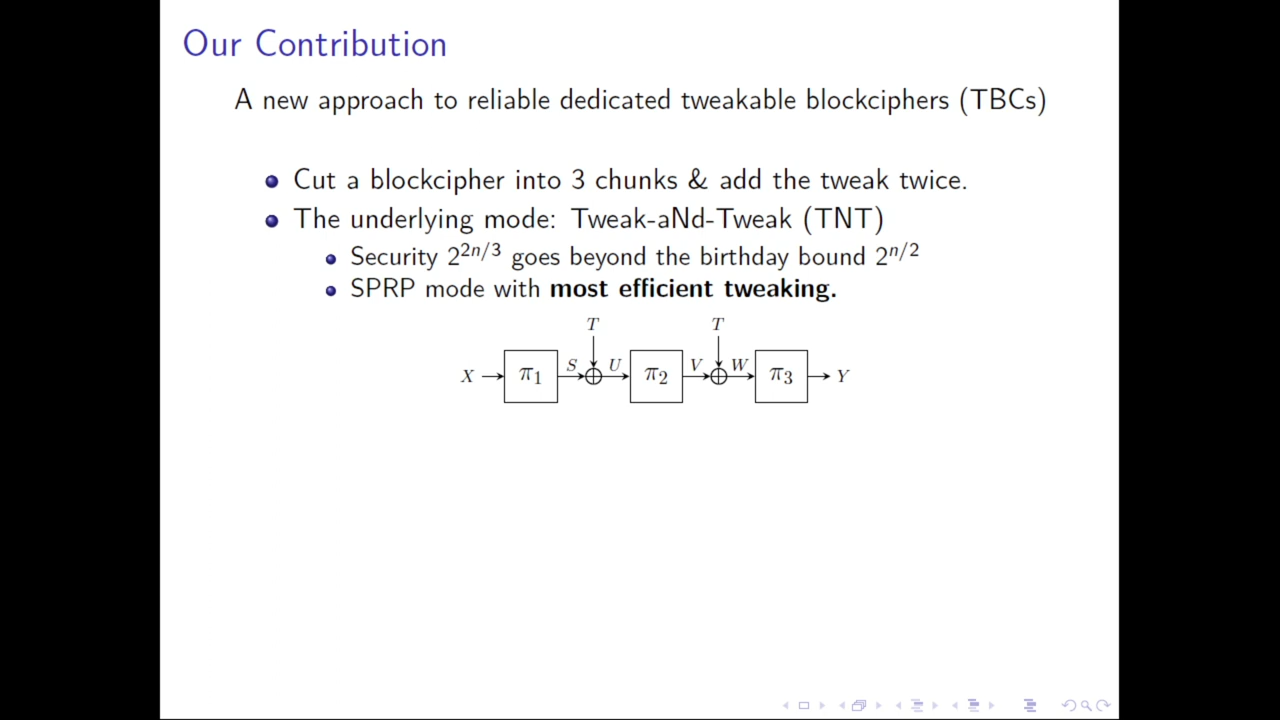 Our Contribution
A new approach to reliable dedicated tweakable blockciphers (TBCs)
Cut a blockcipher into 3 chunks & add the tweak twice.
The underlying mode: Tweak-aNd-Tweak (TNT)
Security 2^{2n/3} goes beyond the birthday bound 2^{n/2}
SPRP mode with most efficient tweaking.
T T
X π₁ S U π₂ V W π₃ Y